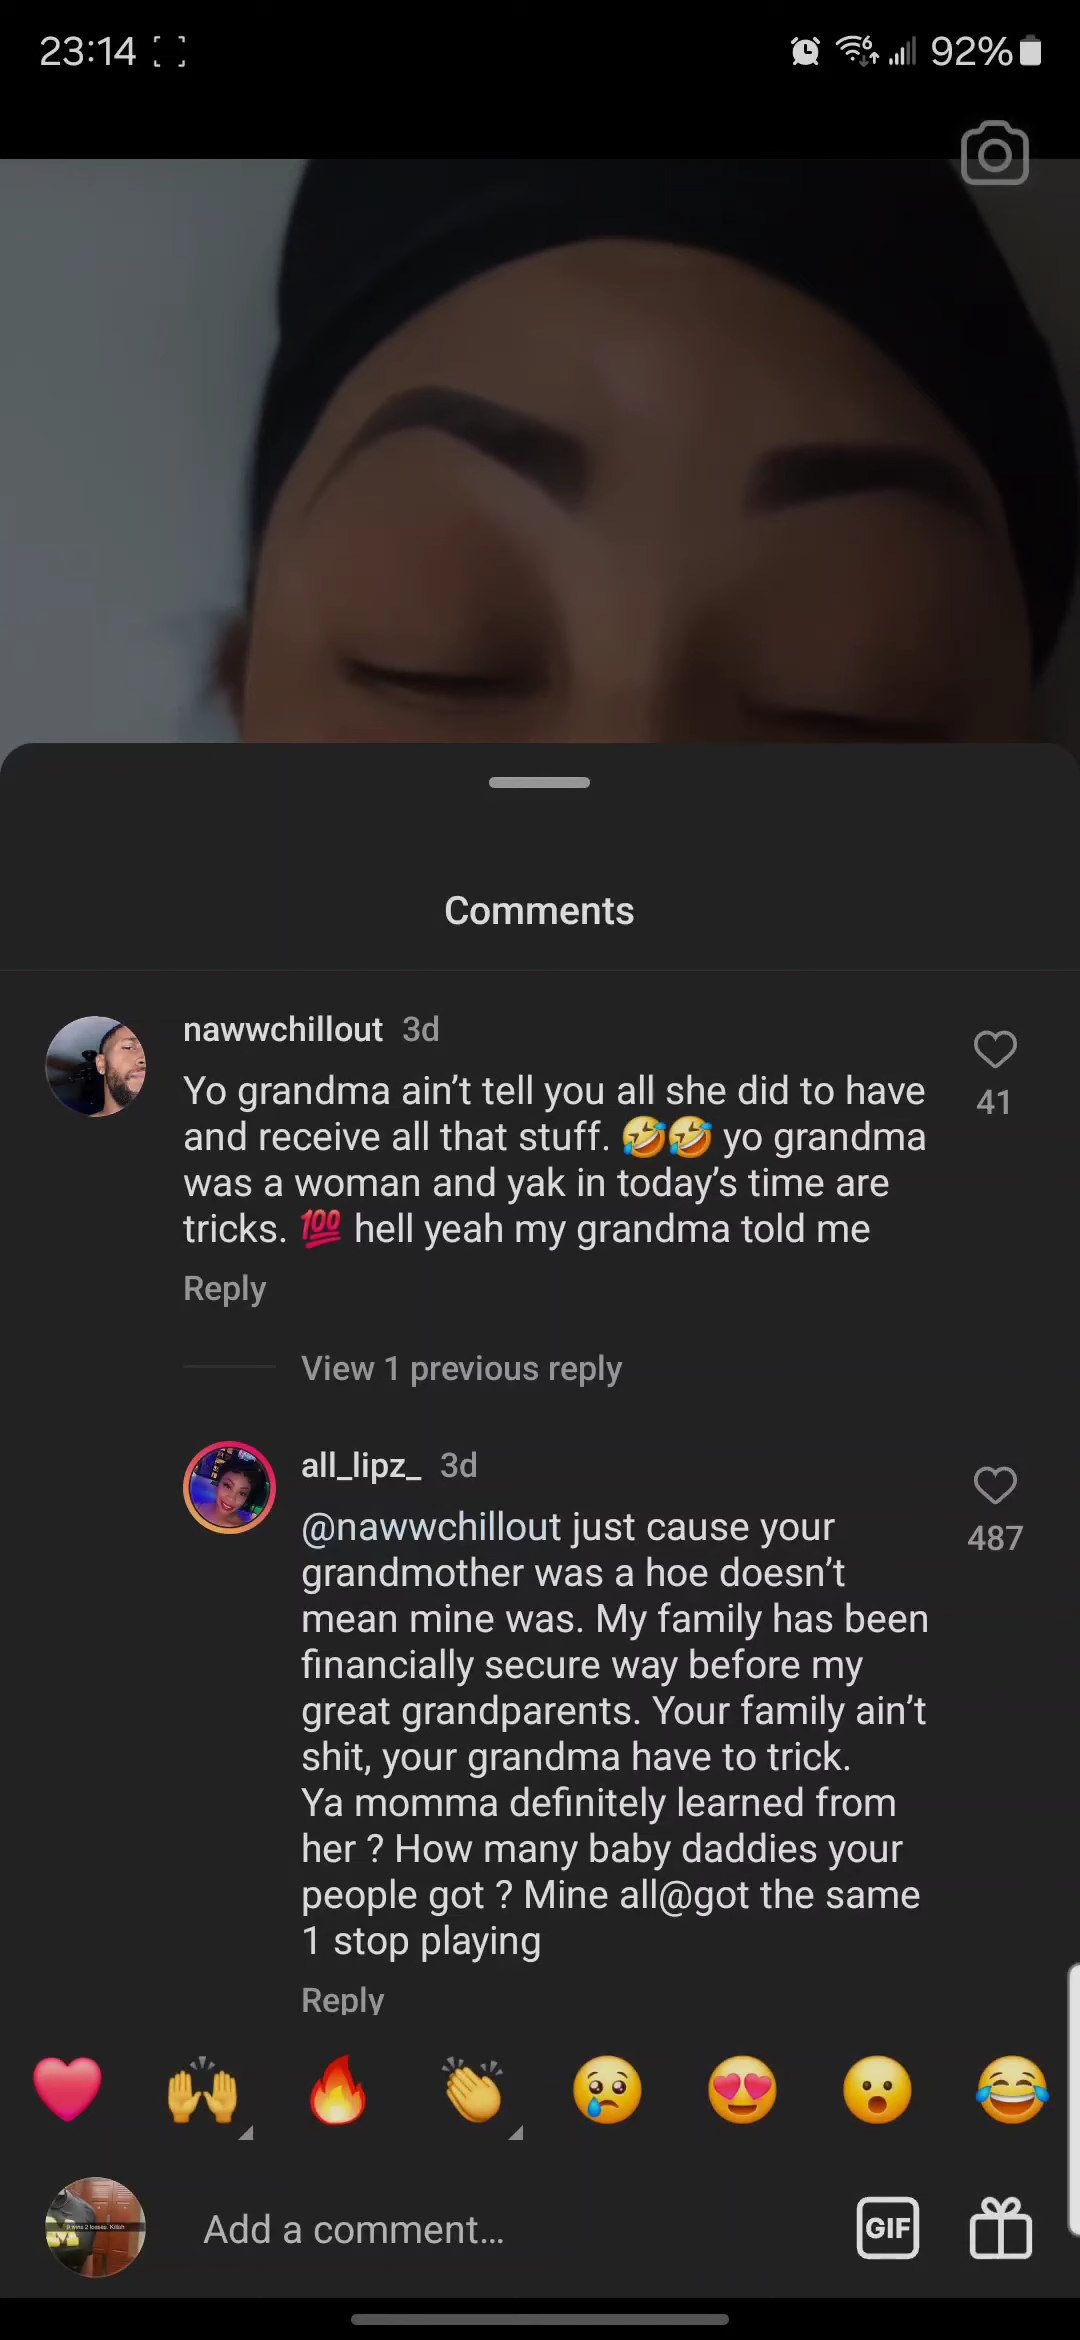 23:14 92%
Comments
nawwchillout 3d
Yo grandma ain’t tell you all she did to have
and receive all that stuff. 🤣🤣 yo grandma
was a woman and yak in today’s time are
tricks. 💯 hell yeah my grandma told me
41
Reply
View 1 previous reply
all_lipz_ 3d
@nawwchillout just cause your
grandmother was a hoe doesn’t
mean mine was. My family has been
financially secure way before my
great grandparents. Your family ain’t
shit, your grandma have to trick.
Ya momma definitely learned from
her ? How many baby daddies your
people got ? Mine all@got the same
1 stop playing
487
Reply
Add a comment...
GIF